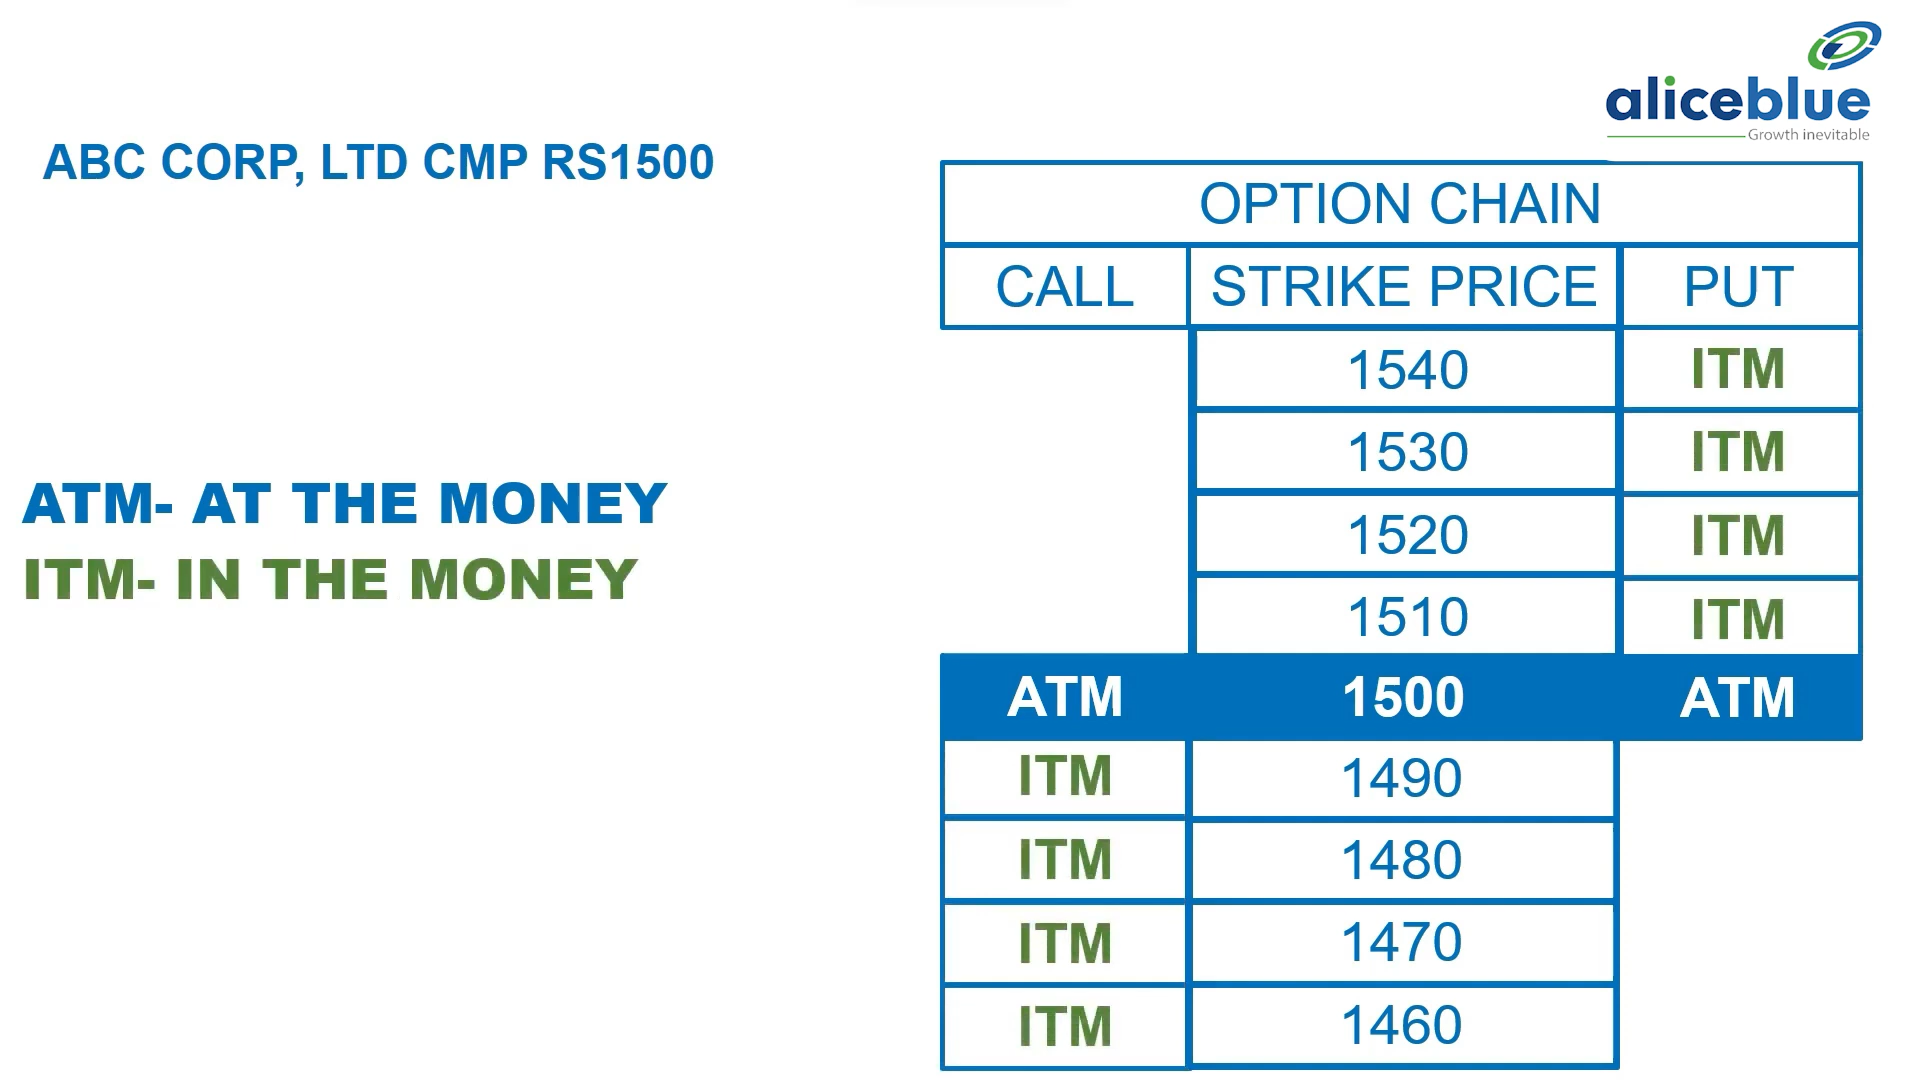 aliceblue
Growth inevitable
ABC CORP, LTD CMP RS1500
ATM- AT THE MONEY
ITM- IN THE MONEY
OPTION CHAIN
CALL STRIKE PRICE PUT
1540 ITM
1530 ITM
1520 ITM
1510 ITM
ATM 1500 ATM
ITM 1490
ITM 1480
ITM 1470
ITM 1460